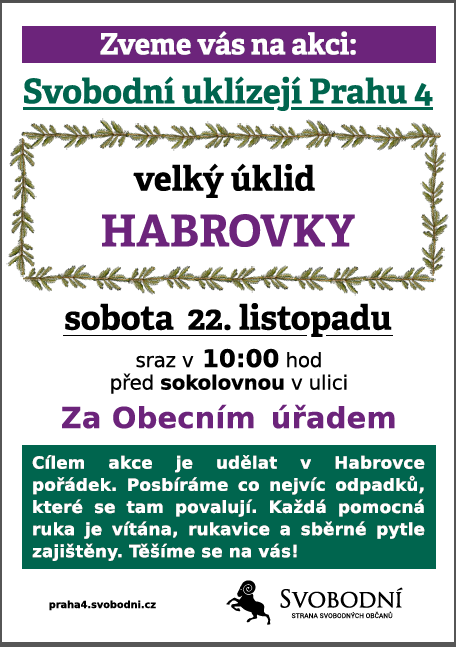 Zveme vás na akci:
Svobodní uklízejí Prahu 4
velký úklid
HABROVKY
sobota 22. listopadu
sraz v 10:00 hod
před sokolovnou v ulici
Za Obecním úřadem
Cílem akce je udělat v Habrovce
pořádek. Posbíráme co nejvíc odpadků,
které se tam povalují. Každá pomocná
ruka je vítána, rukavice a sběrné pytle
zajištěny. Těšíme se na vás!
praha4.svobodni.cz
SVOBODNÍ
STRANA SVOBODNÝCH OBČANŮ